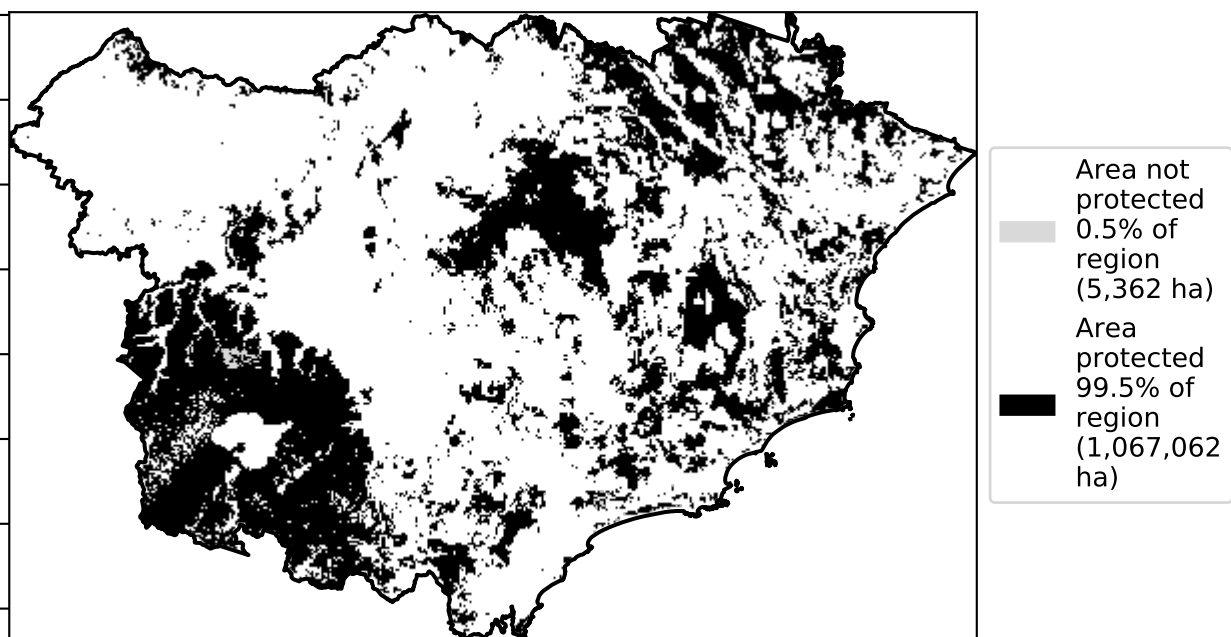 Area not
protected
0.5% of
region
(5,362 ha)
Area
protected
99.5% of
region
(1,067,062
ha)